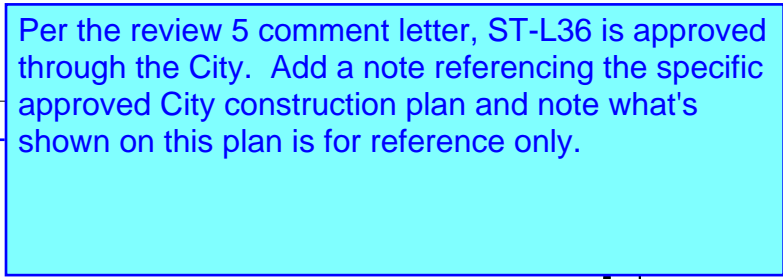 Per the review 5 comment letter, ST-L36 is approved
through the City.  Add a note referencing the specific
approved City construction plan and note what's
shown on this plan is for reference only.